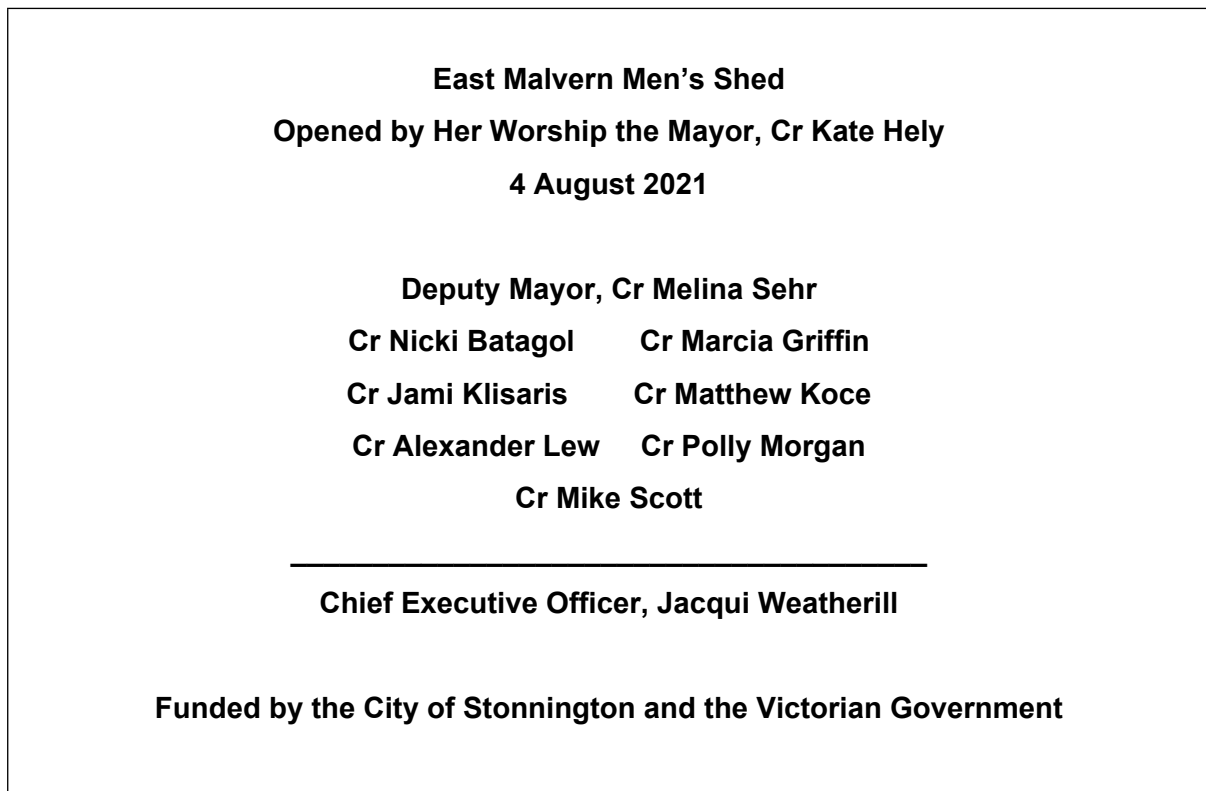 East Malvern Men’s Shed
Opened by Her Worship the Mayor, Cr Kate Hely
4 August 2021
Deputy Mayor, Cr Melina Sehr
Cr Nicki Batagol Cr Marcia Griffin
Cr Jami Klisaris Cr Matthew Koce
Cr Alexander Lew Cr Polly Morgan
Cr Mike Scott
Chief Executive Officer, Jacqui Weatherill
Funded by the City of Stonnington and the Victorian Government